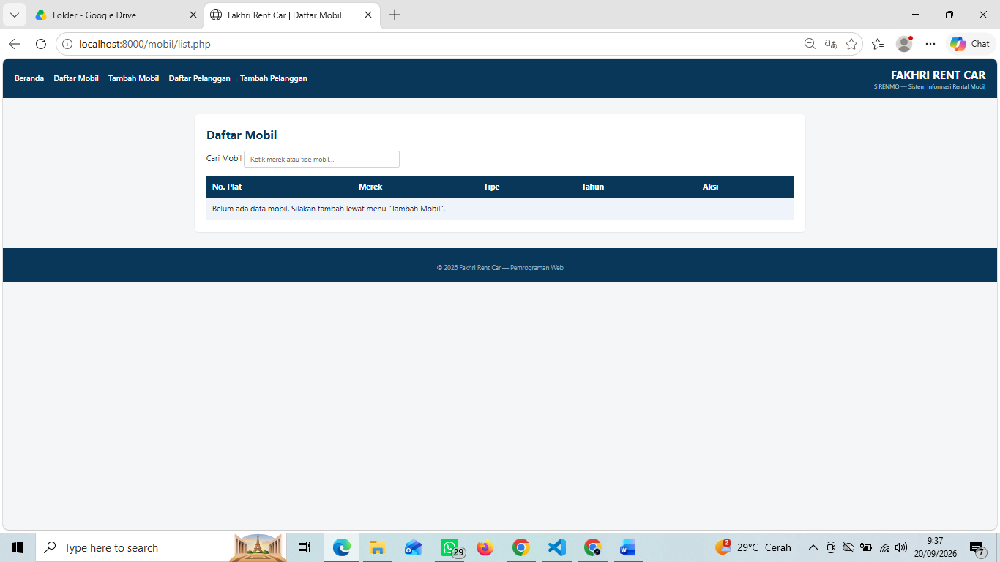 Folder - Google Drive
Fakhri Rent Car | Daftar Mobil
localhost:8000/mobil/list.php
Chat
Beranda Daftar Mobil Tambah Mobil Daftar Pelanggan Tambah Pelanggan
FAKHRI RENT CAR
SIRENMO — Sistem Informasi Rental Mobil
Daftar Mobil
Cari Mobil Ketik merek atau tipe mobil...
No. Plat Merek Tipe Tahun Aksi
Belum ada data mobil. Silakan tambah lewat menu "Tambah Mobil".
© 2026 Fakhri Rent Car — Pemrograman Web
Type here to search
29
2
29°C Cerah
9:37
20/09/2026
7